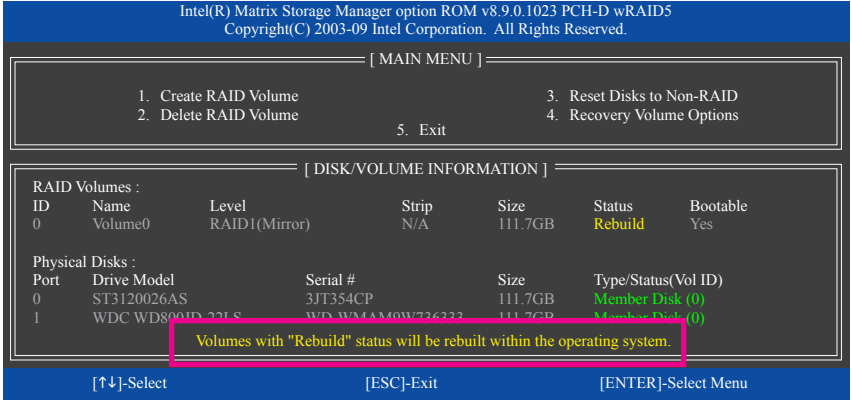 Intel(R) Matrix Storage Manager option ROM v8.9.0.1023 PCH-D wRAID5
Copyright(C) 2003-09 Intel Corporation. All Rights Reserved.
[ MAIN MENU ]
1. Create RAID Volume 3. Reset Disks to Non-RAID
2. Delete RAID Volume 4. Recovery Volume Options
5. Exit
[ DISK/VOLUME INFORMATION ]
RAID Volumes :
ID Name Level Strip Size Status Bootable
0 Volume0 RAID1(Mirror) N/A 111.7GB Rebuild Yes
Physical Disks :
Port Drive Model Serial # Size Type/Status(Vol ID)
0 ST3120026AS 3JT354CP 111.7GB Member Disk (0)
1 WDC WD800JD-22LS WD-WMAM9W736333 111.7GB Member Disk (0)
Volumes with "Rebuild" status will be rebuilt within the operating system.
[↑↓]-Select [ESC]-Exit [ENTER]-Select Menu